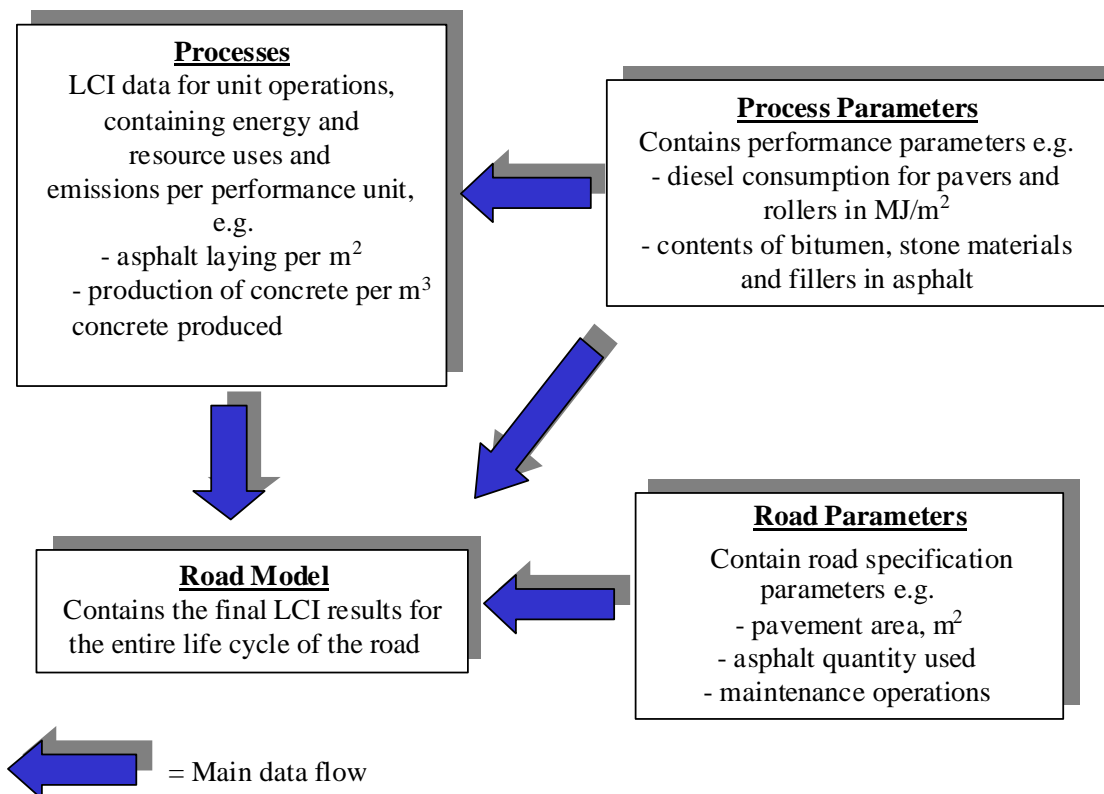 Processes
LCI data for unit operations,
containing energy and
resource uses and
emissions per performance unit,
e.g.
- asphalt laying per m²
- production of concrete per m³
concrete produced
Process Parameters
Contains performance parameters e.g.
- diesel consumption for pavers and
rollers in MJ/m²
- contents of bitumen, stone materials
and fillers in asphalt
Road Model
Contains the final LCI results for
the entire life cycle of the road
Road Parameters
Contain road specification
parameters e.g.
- pavement area, m²
- asphalt quantity used
- maintenance operations
= Main data flow